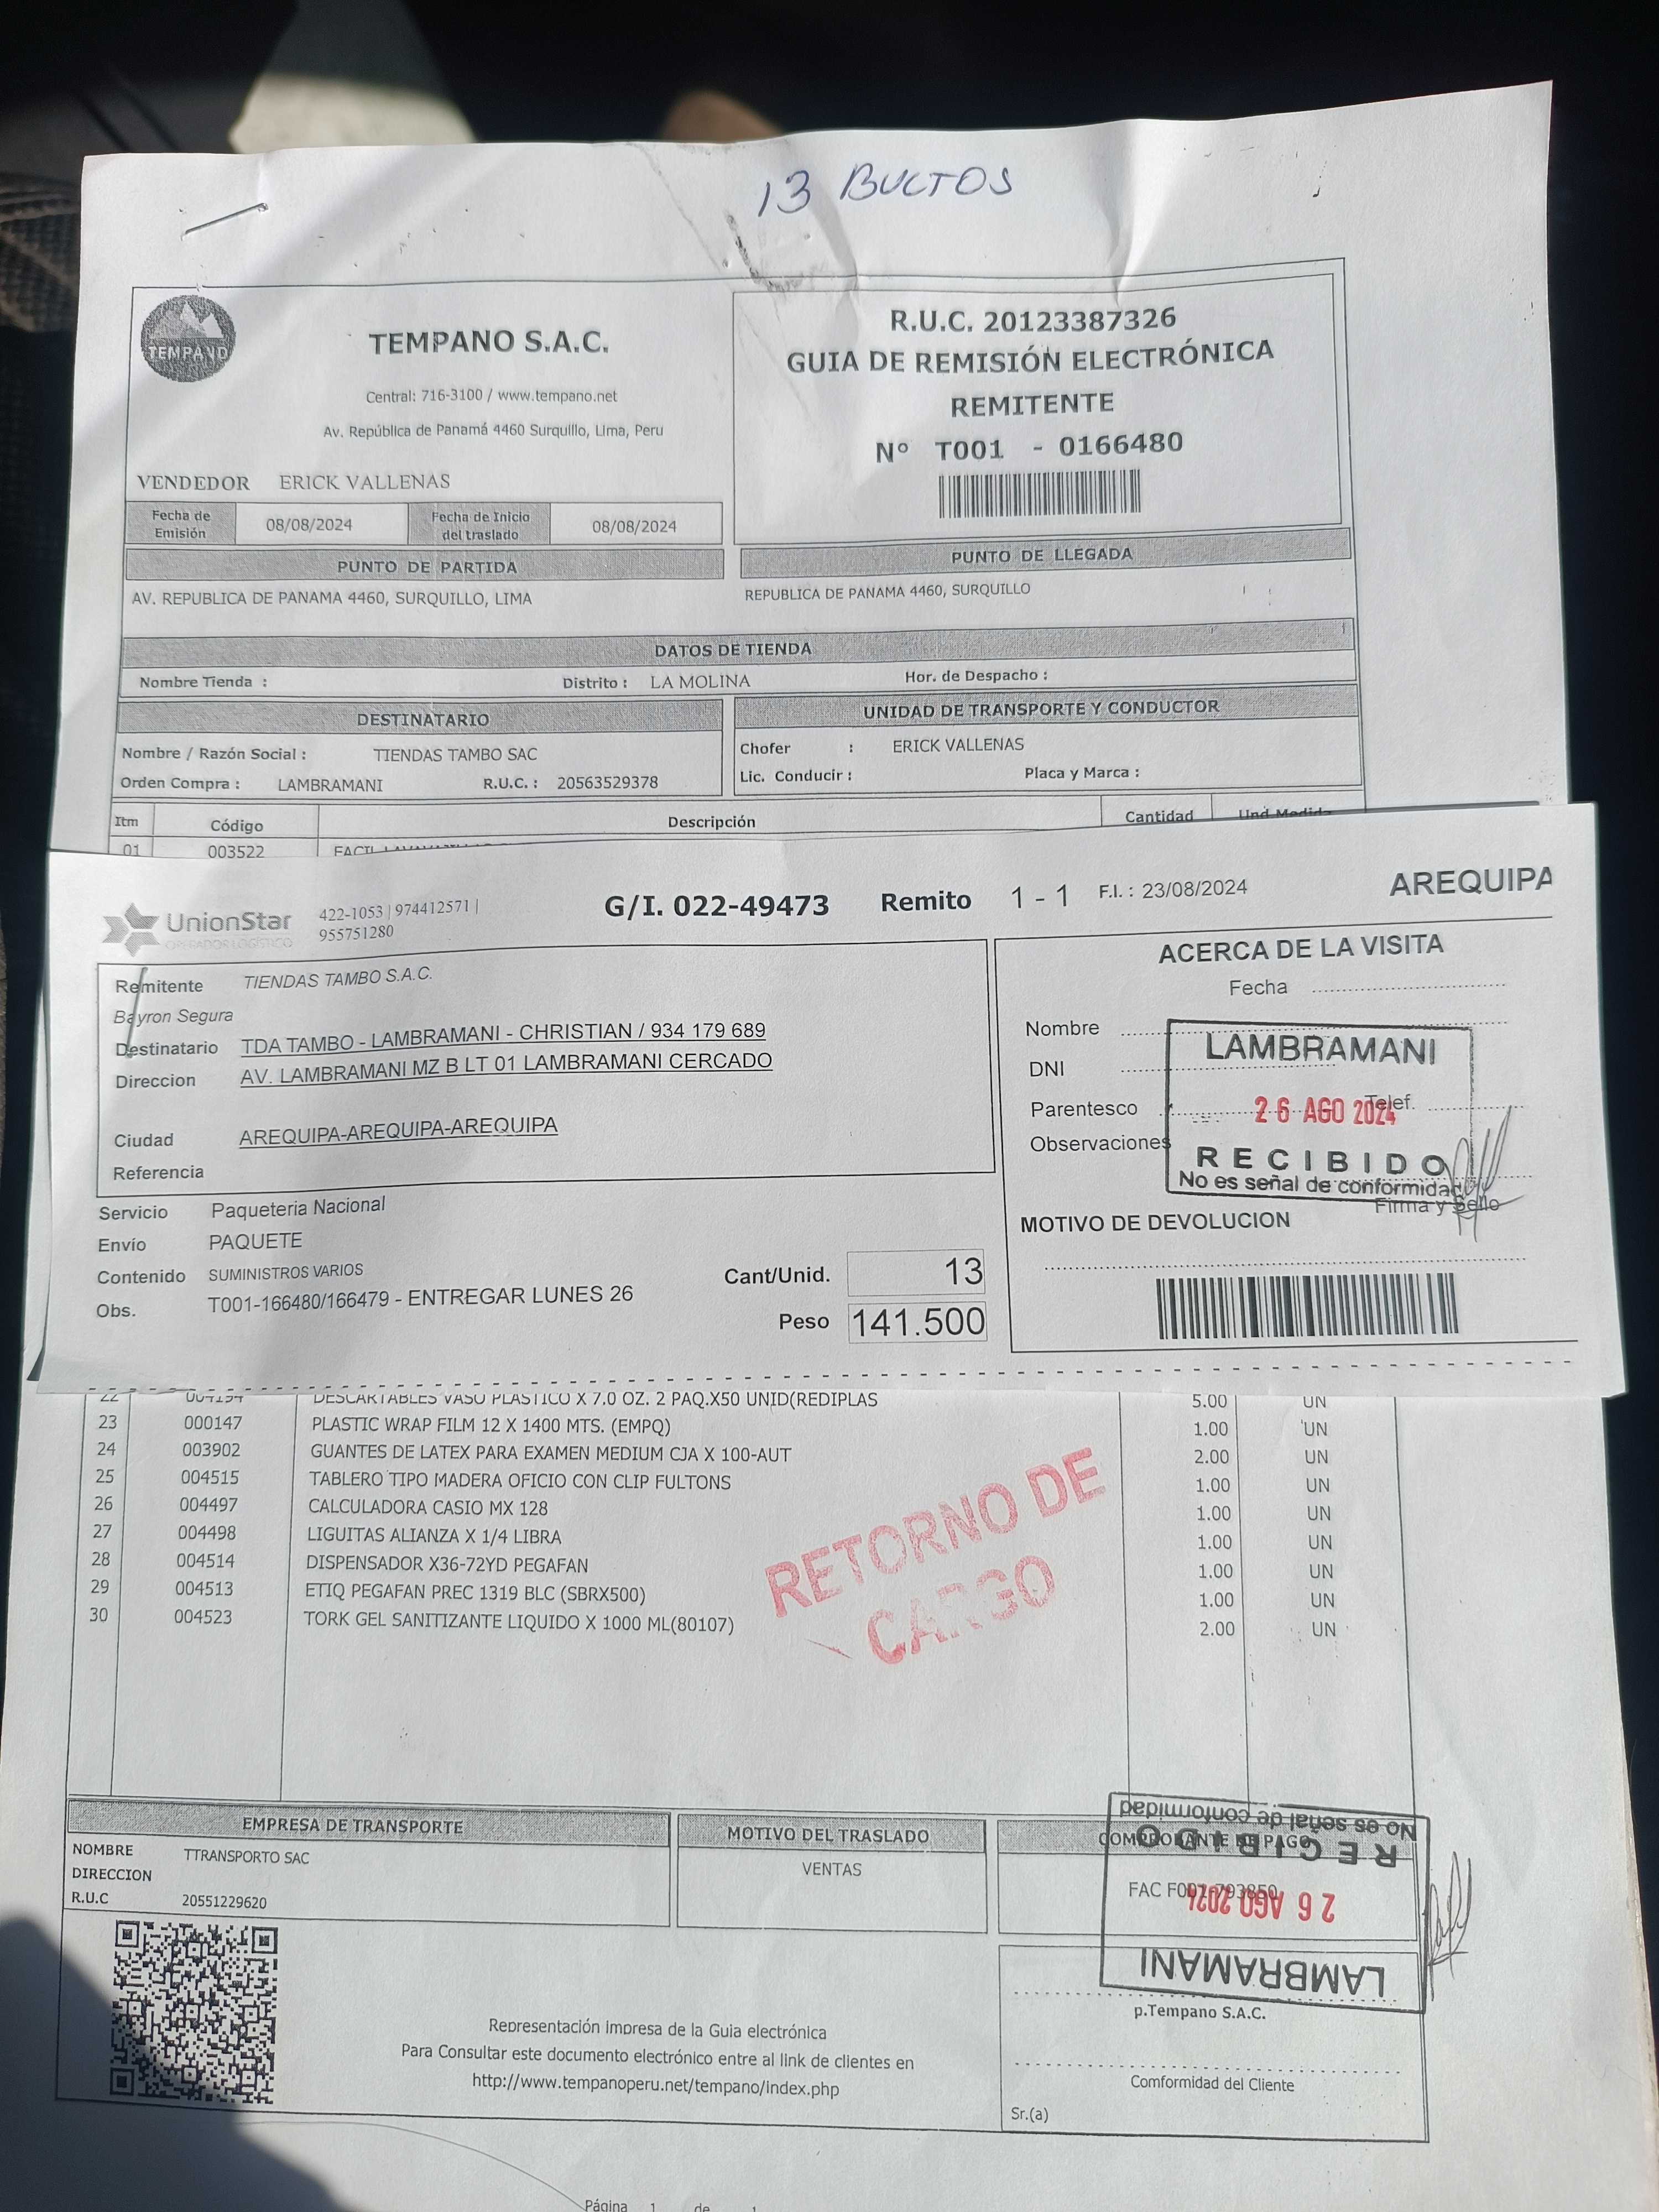 13 BULTOS
TEMPANO
TEMPANO S.A.C.
Central: 716-3100 / www.tempano.net
Av. República de Panamá 4460 Surquillo, Lima, Peru
VENDEDOR ERICK VALLENAS
Fecha de Emisión 08/08/2024 Fecha de Inicio del traslado 08/08/2024
R.U.C. 20123387326
GUIA DE REMISIÓN ELECTRÓNICA
REMITENTE
Nº T001 - 0166480
PUNTO DE PARTIDA
AV. REPUBLICA DE PANAMA 4460, SURQUILLO, LIMA
PUNTO DE LLEGADA
REPUBLICA DE PANAMA 4460, SURQUILLO
DATOS DE TIENDA
Nombre Tienda : Distrito : LA MOLINA Hor. de Despacho :
DESTINATARIO
Nombre / Razón Social : TIENDAS TAMBO SAC
Orden Compra : LAMBRAMANI R.U.C. : 20563529378
UNIDAD DE TRANSPORTE Y CONDUCTOR
Chofer : ERICK VALLENAS
Lic. Conducir : Placa y Marca :
Itm Código Descripción Cantidad Und Medida
01 003522 FACIL
UnionStar
OPERADOR LOGÍSTICO
422-1053 | 974412571 |
955751280
G/I. 022-49473 Remito 1 - 1 F.I. : 23/08/2024 AREQUIPA
Remitente TIENDAS TAMBO S.A.C.
Bayron Segura
Destinatario TDA TAMBO - LAMBRAMANI - CHRISTIAN / 934 179 689
Direccion AV. LAMBRAMANI MZ B LT 01 LAMBRAMANI CERCADO
Ciudad AREQUIPA-AREQUIPA-AREQUIPA
Referencia
Servicio Paqueteria Nacional
Envío PAQUETE
Contenido SUMINISTROS VARIOS
Obs. T001-166480/166479 - ENTREGAR LUNES 26
Cant/Unid. 13
Peso 141.500
ACERCA DE LA VISITA
Fecha
Nombre
DNI
Parentesco Telef.
Observaciones
Firma y Sello
LAMBRAMANI
26 AGO 2024
RECIBIDO
No es señal de conformidad
MOTIVO DE DEVOLUCION
22 004194 DESCARTABLES VASO PLASTICO X 7.0 OZ. 2 PAQ.X50 UNID(REDIPLAS 5.00 UN
23 000147 PLASTIC WRAP FILM 12 X 1400 MTS. (EMPQ) 1.00 UN
24 003902 GUANTES DE LATEX PARA EXAMEN MEDIUM CJA X 100-AUT 2.00 UN
25 004515 TABLERO TIPO MADERA OFICIO CON CLIP FULTONS 1.00 UN
26 004497 CALCULADORA CASIO MX 128 1.00 UN
27 004498 LIGUITAS ALIANZA X 1/4 LIBRA 1.00 UN
28 004514 DISPENSADOR X36-72YD PEGAFAN 1.00 UN
29 004513 ETIQ PEGAFAN PREC 1319 BLC (SBRX500) 1.00 UN
30 004523 TORK GEL SANITIZANTE LIQUIDO X 1000 ML(80107) 2.00 UN
RETORNO DE
CARGO
EMPRESA DE TRANSPORTE
NOMBRE TTRANSPORTO SAC
DIRECCION
R.U.C 20551229620
MOTIVO DEL TRASLADO
VENTAS
COMPROBANTE DE PAGO
FAC F001-793850
LAMBRAMANI
26 AGO 2024
RECIBIDO
No es señal de conformidad
p.Tempano S.A.C.
Comformidad del Cliente
Sr.(a)
Representación Impresa de la Guia electrónica
Para Consultar este documento electrónico entre al link de clientes en
http://www.tempanoperu.net/tempano/index.php
Página 1 de 1